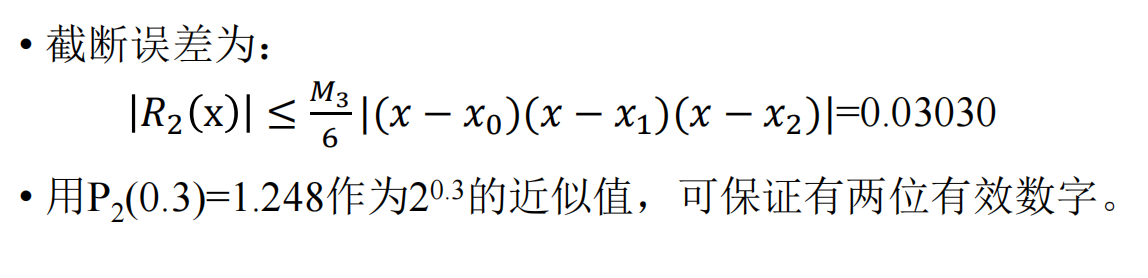 • 截断误差为：
|R₂(x)| ≤ M₃/6 |(x − x₀)(x − x₁)(x − x₂)|=0.03030
• 用P₂(0.3)=1.248作为2⁰·³的近似值，可保证有两位有效数字。